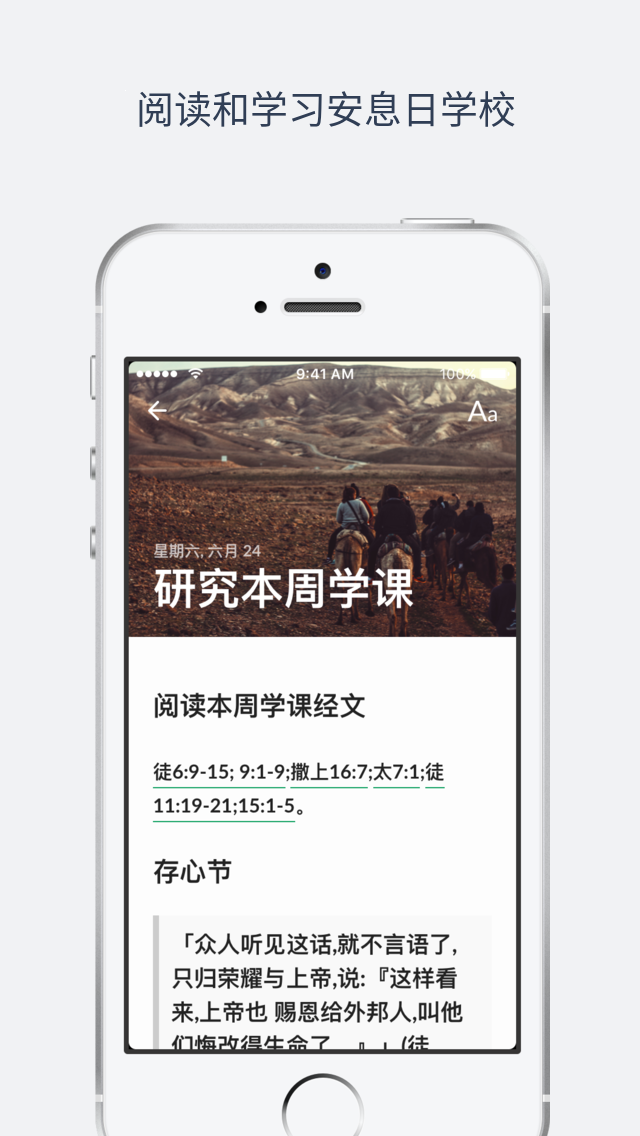 阅读和学习安息日学校
9:41 AM
100%
Aa
星期六, 六月 24
研究本周学课
阅读本周学课经文
徒6:9-15; 9:1-9;撒上16:7;太7:1;徒
11:19-21;15:1-5。
存心节
「众人听见这话,就不言语了,
只归荣耀与上帝,说:『这样看
来,上帝也 赐恩给外邦人,叫他
们悔改得生命了。』」(徒